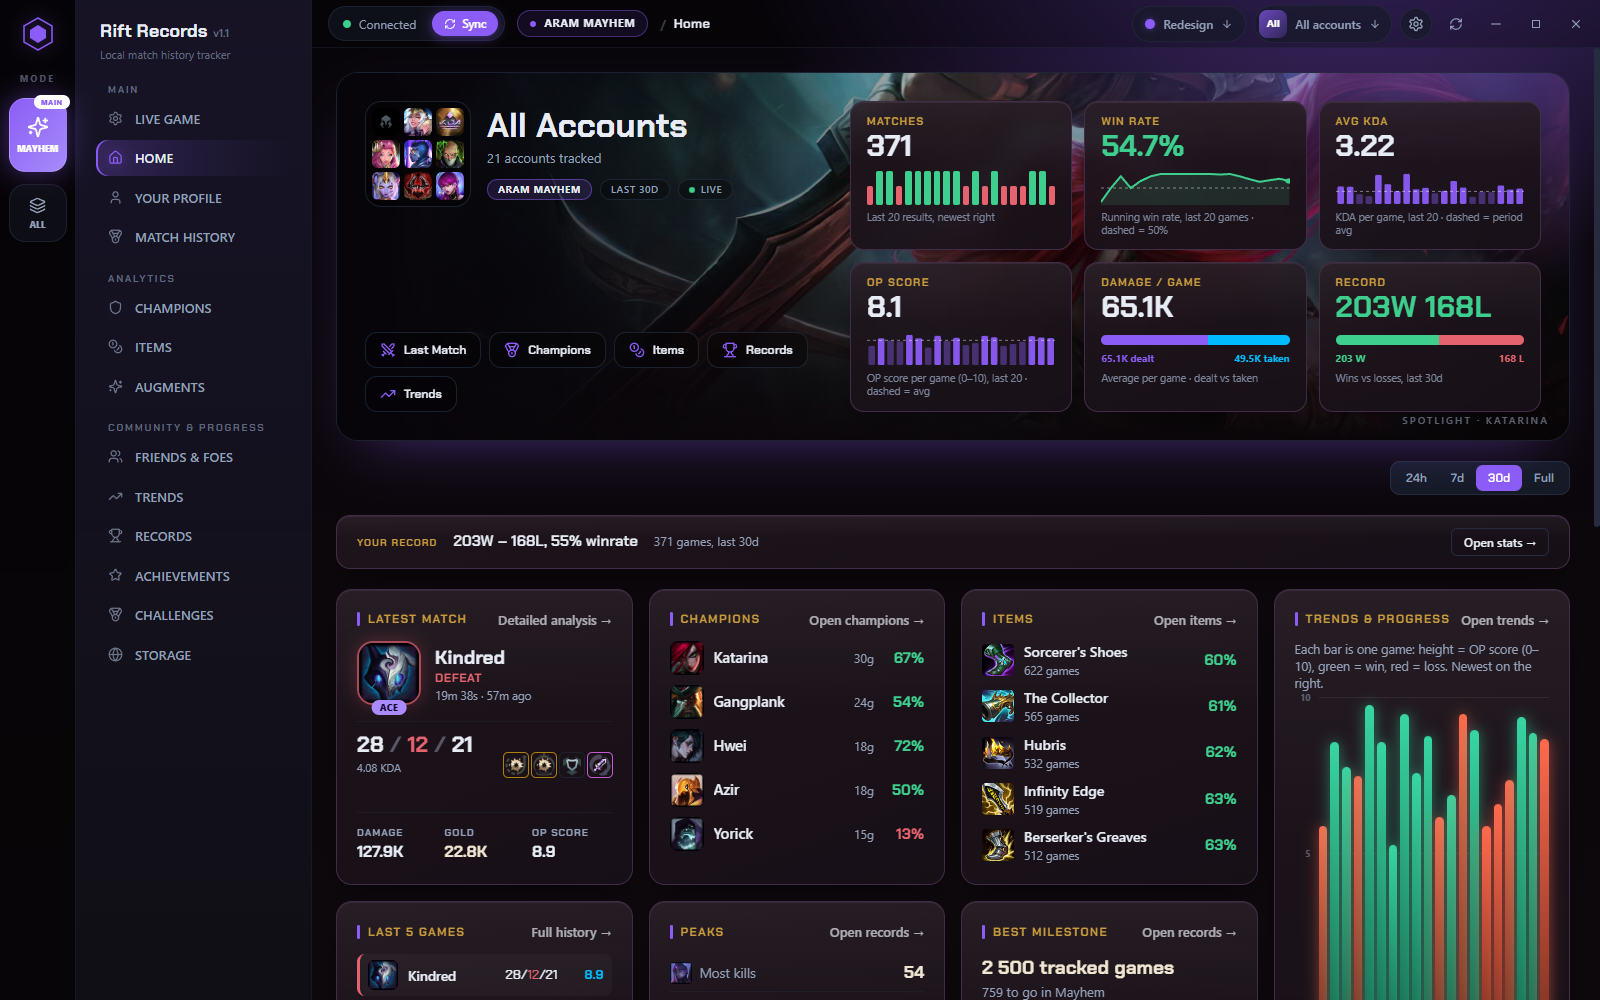 Connected
Sync
ARAM MAYHEM
/ Home
Redesign ↓
All
All accounts ↓
MODE
MAIN
MAYHEM
ALL
Rift Records v1.1
Local match history tracker
MAIN
LIVE GAME
HOME
YOUR PROFILE
MATCH HISTORY
ANALYTICS
CHAMPIONS
ITEMS
AUGMENTS
COMMUNITY & PROGRESS
FRIENDS & FOES
TRENDS
RECORDS
ACHIEVEMENTS
CHALLENGES
STORAGE
All Accounts
21 accounts tracked
ARAM MAYHEM
LAST 30D
LIVE
Last Match
Champions
Items
Records
Trends
MATCHES
371
Last 20 results, newest right
WIN RATE
54.7%
Running win rate, last 20 games ·
dashed = 50%
AVG KDA
3.22
KDA per game, last 20 · dashed = period
avg
OP SCORE
8.1
OP score per game (0–10), last 20 ·
dashed = avg
DAMAGE / GAME
65.1K
65.1K dealt
49.5K taken
Average per game · dealt vs taken
RECORD
203W 168L
203 W
168 L
Wins vs losses, last 30d
SPOTLIGHT · KATARINA
24h
7d
30d
Full
YOUR RECORD
203W – 168L, 55% winrate
371 games, last 30d
Open stats →
LATEST MATCH
Detailed analysis →
Kindred
DEFEAT
19m 38s · 57m ago
ACE
28 / 12 / 21
4.08 KDA
DAMAGE
127.9K
GOLD
22.8K
OP SCORE
8.9
CHAMPIONS
Open champions →
Katarina 30g 67%
Gangplank 24g 54%
Hwei 18g 72%
Azir 18g 50%
Yorick 15g 13%
ITEMS
Open items →
Sorcerer's Shoes
622 games
60%
The Collector
565 games
61%
Hubris
532 games
62%
Infinity Edge
519 games
63%
Berserker's Greaves
512 games
63%
TRENDS & PROGRESS
Open trends →
Each bar is one game: height = OP score (0–
10), green = win, red = loss. Newest on the
right.
10
5
LAST 5 GAMES
Full history →
Kindred 28/12/21 8.9
PEAKS
Open records →
Most kills 54
BEST MILESTONE
Open records →
2 500 tracked games
759 to go in Mayhem